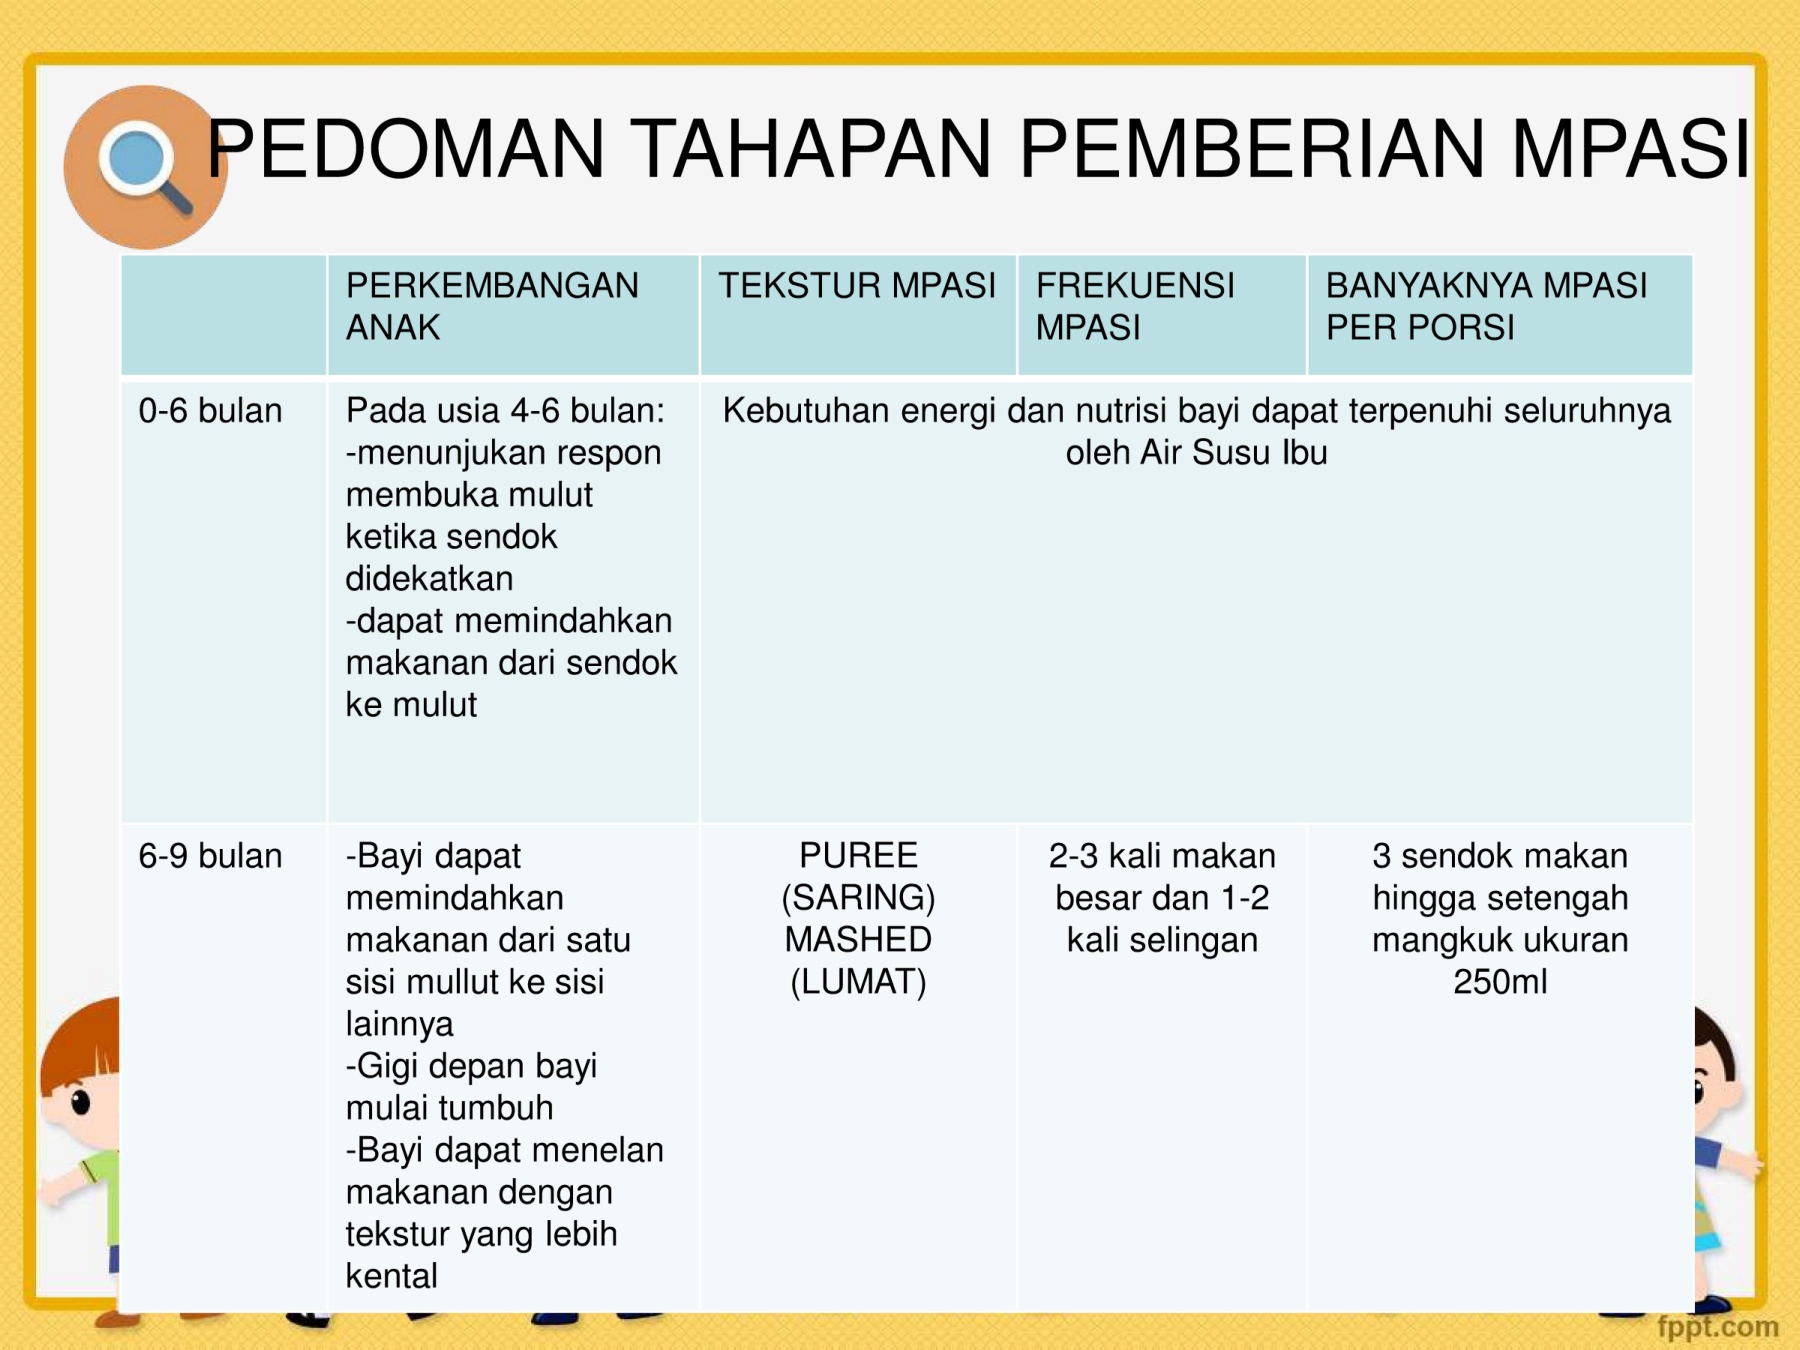 PEDOMAN TAHAPAN PEMBERIAN MPASI
PERKEMBANGAN
ANAK
TEKSTUR MPASI
FREKUENSI
MPASI
BANYAKNYA MPASI
PER PORSI
0-6 bulan
Pada usia 4-6 bulan:
-menunjukan respon
membuka mulut
ketika sendok
didekatkan
-dapat memindahkan
makanan dari sendok
ke mulut
Kebutuhan energi dan nutrisi bayi dapat terpenuhi seluruhnya
oleh Air Susu Ibu
6-9 bulan
-Bayi dapat
memindahkan
makanan dari satu
sisi mullut ke sisi
lainnya
-Gigi depan bayi
mulai tumbuh
-Bayi dapat menelan
makanan dengan
tekstur yang lebih
kental
PUREE
(SARING)
MASHED
(LUMAT)
2-3 kali makan
besar dan 1-2
kali selingan
3 sendok makan
hingga setengah
mangkuk ukuran
250ml
fppt.com